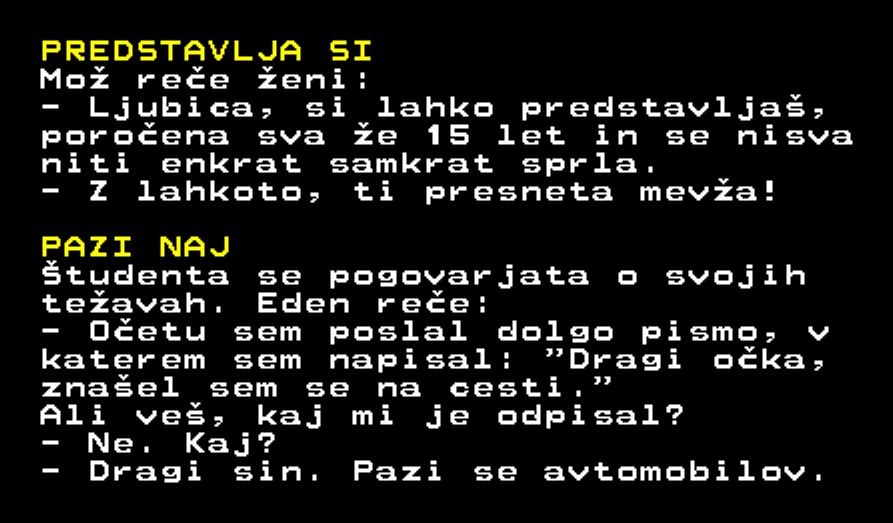 PREDSTAVLJA SI
Mož reče ženi:
- Ljubica, si lahko predstavljaš,
poročena sva že 15 let in se nisva
niti enkrat samkrat sprla.
- Z lahkoto, ti presneta mevža!
PAZI NAJ
Študenta se pogovarjata o svojih
težavah. Eden reče:
- Očetu sem poslal dolgo pismo, v
katerem sem napisal: "Dragi očka,
znašel sem se na cesti."
Ali veš, kaj mi je odpisal?
- Ne. Kaj?
- Dragi sin. Pazi se avtomobilov.